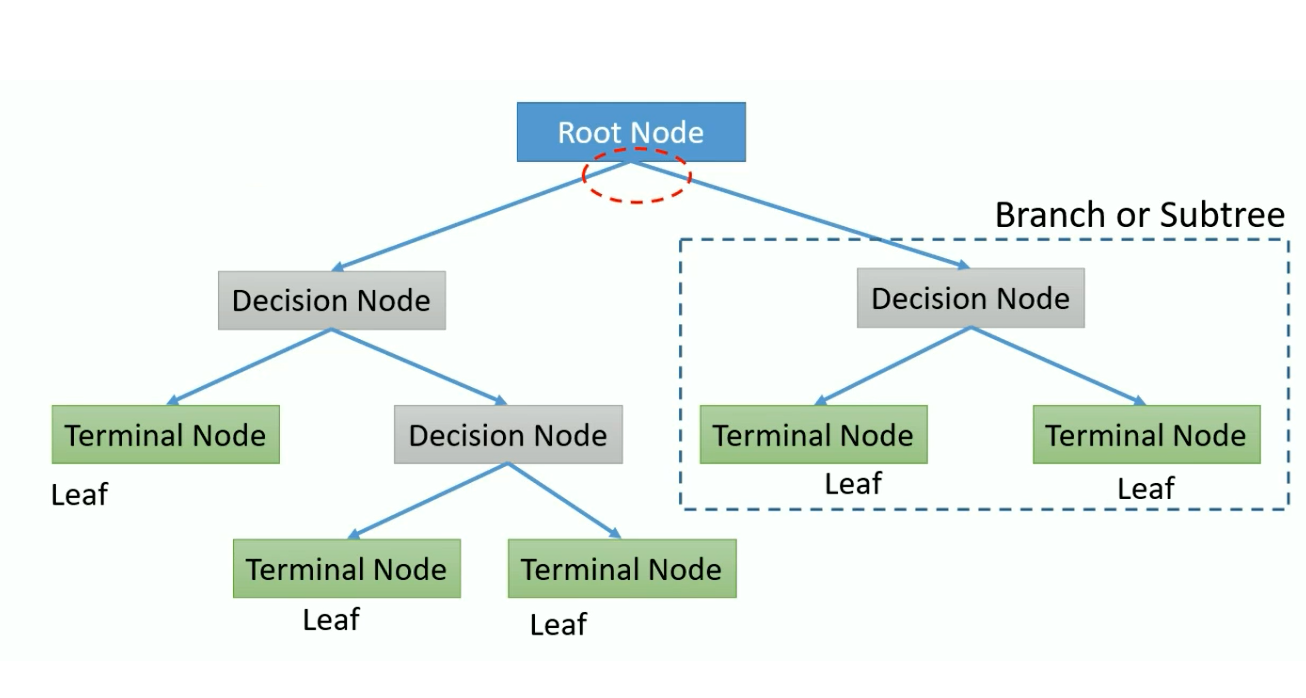 Root Node
Branch or Subtree
Decision Node
Decision Node
Terminal Node
Decision Node
Terminal Node
Terminal Node
Leaf
Leaf
Leaf
Terminal Node
Terminal Node
Leaf
Leaf